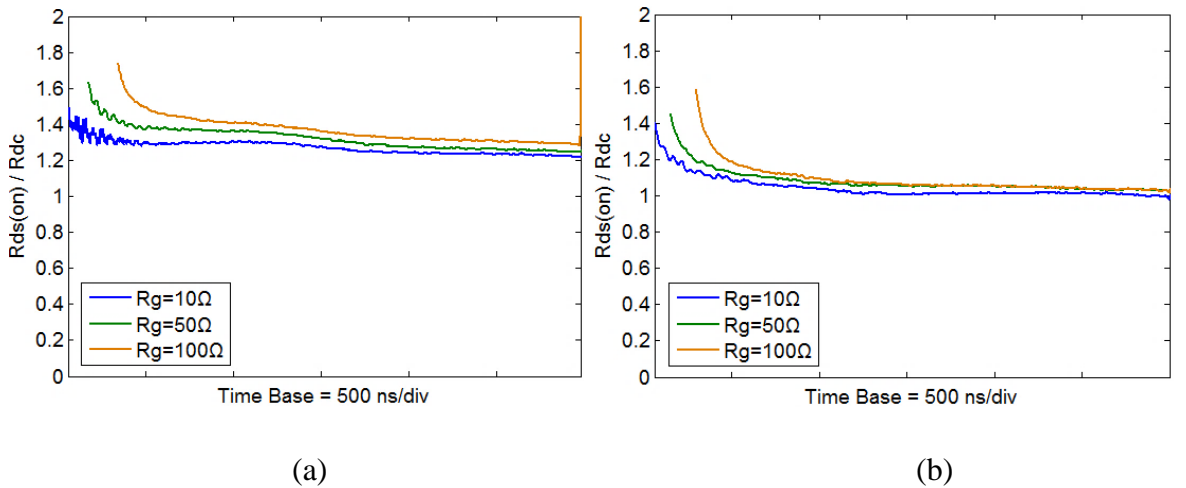 2
1.8
1.6
1.4
1.2
1
0.8
0.6
0.4
0.2
0
Rds(on) / Rdc
Rg=10Ω
Rg=50Ω
Rg=100Ω
Time Base = 500 ns/div
(a)
2
1.8
1.6
1.4
1.2
1
0.8
0.6
0.4
0.2
0
Rds(on) / Rdc
Rg=10Ω
Rg=50Ω
Rg=100Ω
Time Base = 500 ns/div
(b)